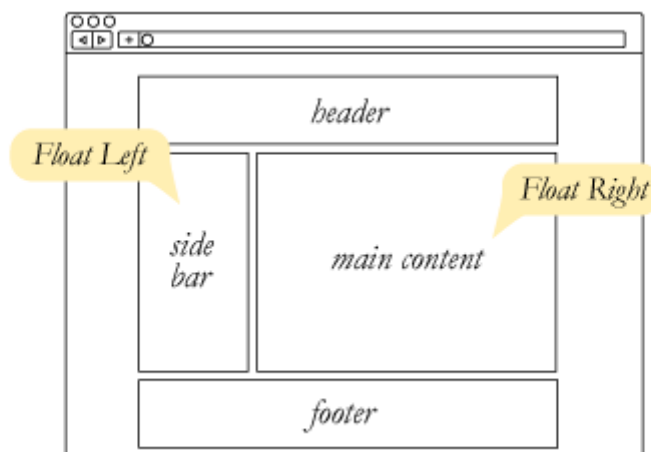 header
Float Left
Float Right
side
bar
main content
footer